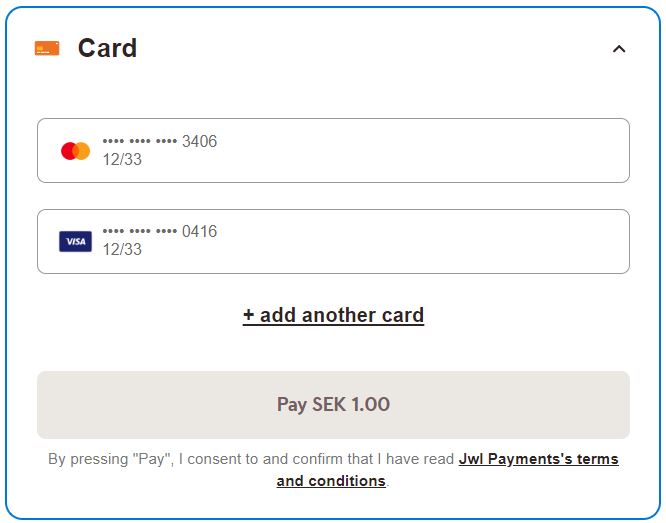 Card
•••• •••• •••• 3406
12/33
VISA
•••• •••• •••• 0416
12/33
+ add another card
Pay SEK 1.00
By pressing "Pay", I consent to and confirm that I have read Jwl Payments's terms
and conditions.